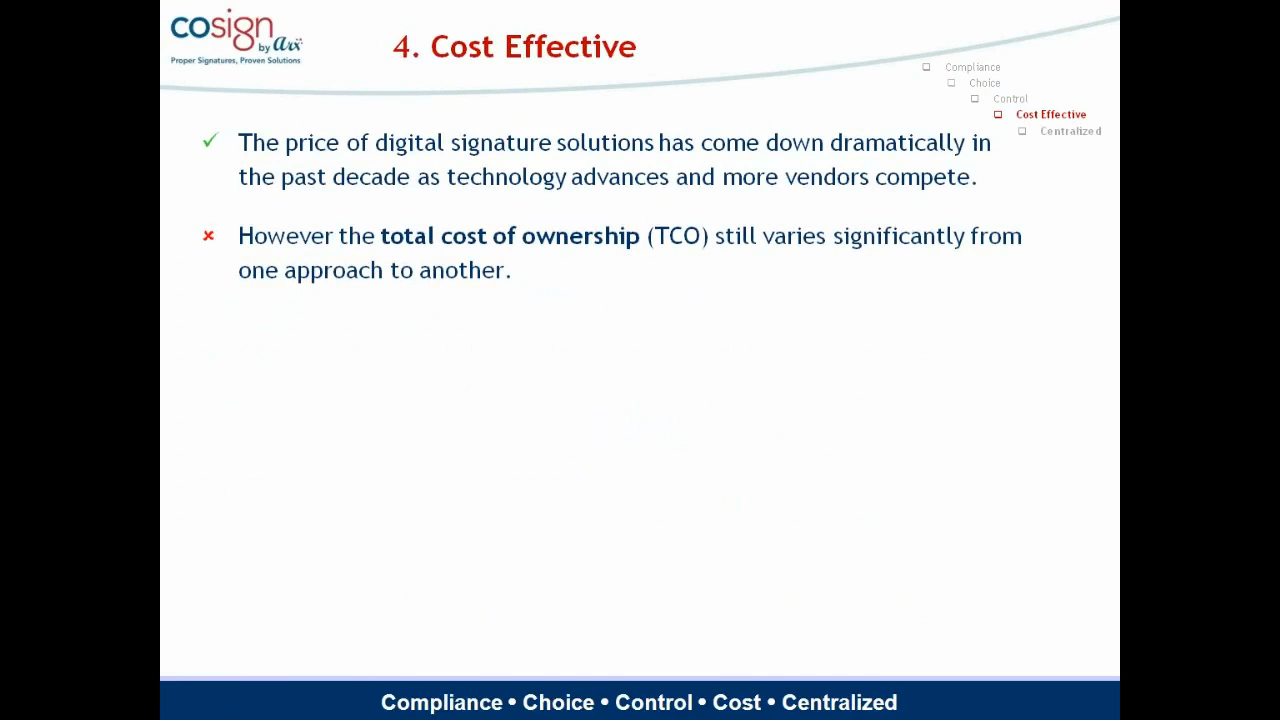 cosign
by arx
Proper Signatures, Proven Solutions
4. Cost Effective
Compliance
Choice
Control
Cost Effective
Centralized
The price of digital signature solutions has come down dramatically in
the past decade as technology advances and more vendors compete.
However the total cost of ownership (TCO) still varies significantly from
one approach to another.
Compliance • Choice • Control • Cost • Centralized